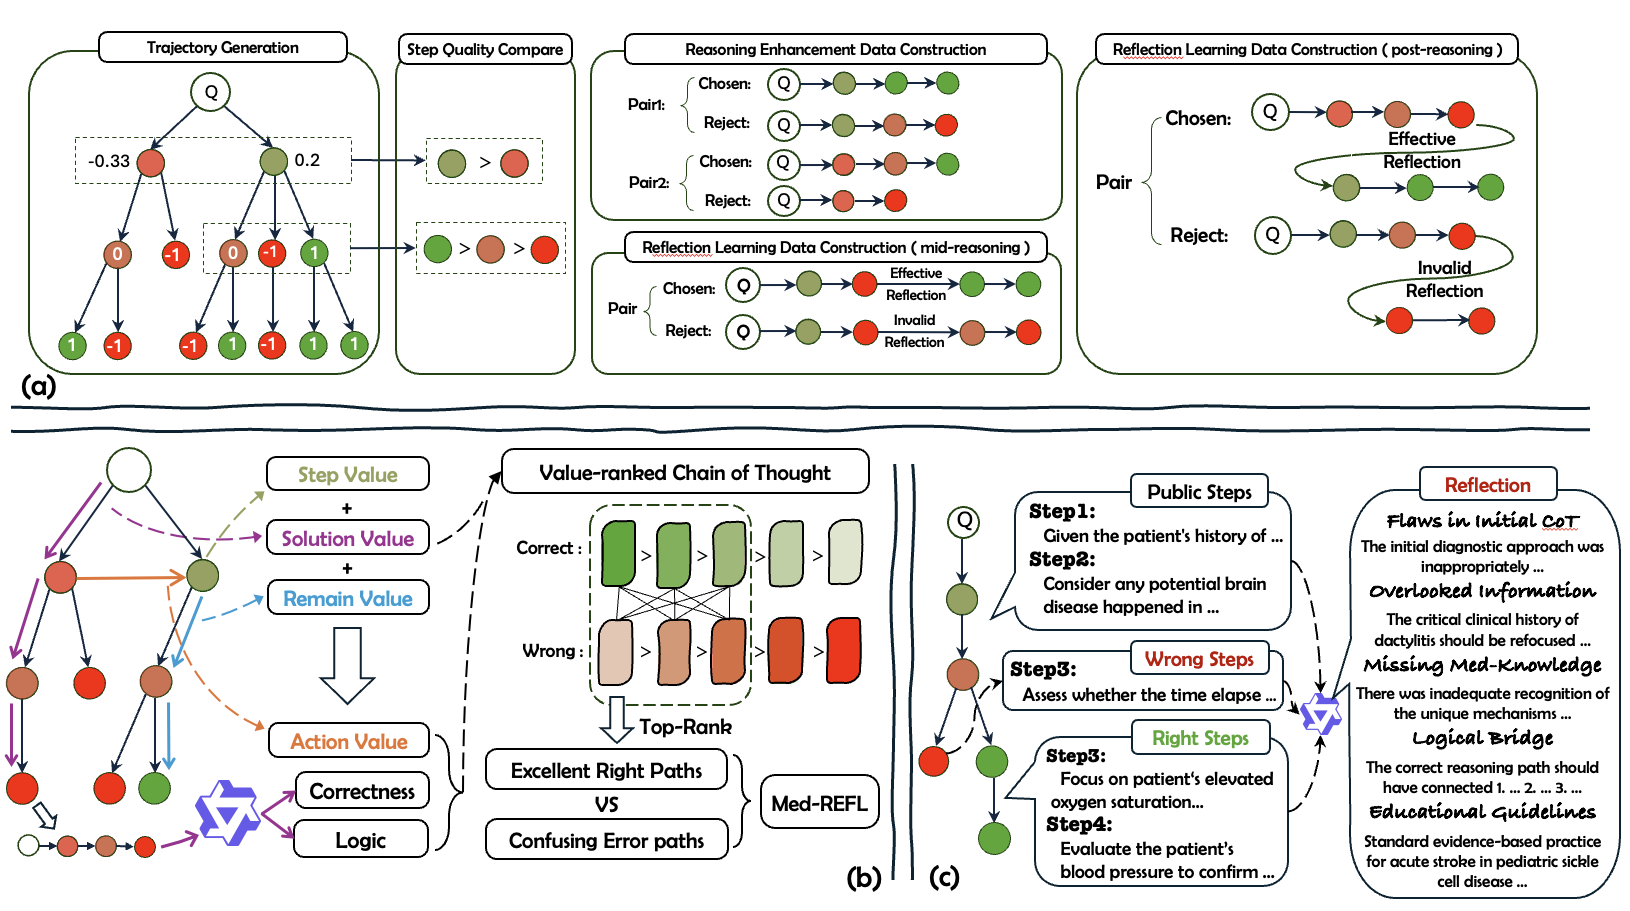 Trajectory Generation
Q
-0.33
0.2
0
-1
0
-1
1
1
-1
-1
1
-1
1
1
Step Quality Compare
>
> >
Reasoning Enhancement Data Construction
Pair1:
Chosen:
Q
Reject:
Q
Pair2:
Chosen:
Q
Reject:
Q
Reflection Learning Data Construction ( mid-reasoning )
Pair
Chosen:
Q
Effective
Reflection
Reject:
Q
Invalid
Reflection
Reflection Learning Data Construction ( post-reasoning )
Pair
Chosen:
Q
Effective
Reflection
Reject:
Q
Invalid
Reflection
(a)
Step Value
+
Solution Value
+
Remain Value
Action Value
Correctness
Logic
Value-ranked Chain of Thought
Correct :
> > > >
Wrong :
> > > >
Top-Rank
Excellent Right Paths
VS
Confusing Error paths
Med-REFL
(b)
Q
Public Steps
Step1:
Given the patient's history of ...
Step2:
Consider any potential brain
disease happened in ...
Wrong Steps
Step3:
Assess whether the time elapse ...
Right Steps
Step3:
Focus on patient's elevated
oxygen saturation...
Step4:
Evaluate the patient's
blood pressure to confirm ...
Reflection
Flaws in Initial CoT
The initial diagnostic approach was
inappropriately ...
Overlooked Information
The critical clinical history of
dactylitis should be refocused ...
Missing Med-Knowledge
There was inadequate recognition of
the unique mechanisms ...
Logical Bridge
The correct reasoning path should
have connected 1. ... 2. ... 3. ...
Educational Guidelines
Standard evidence-based practice
for acute stroke in pediatric sickle
cell disease ...
(c)